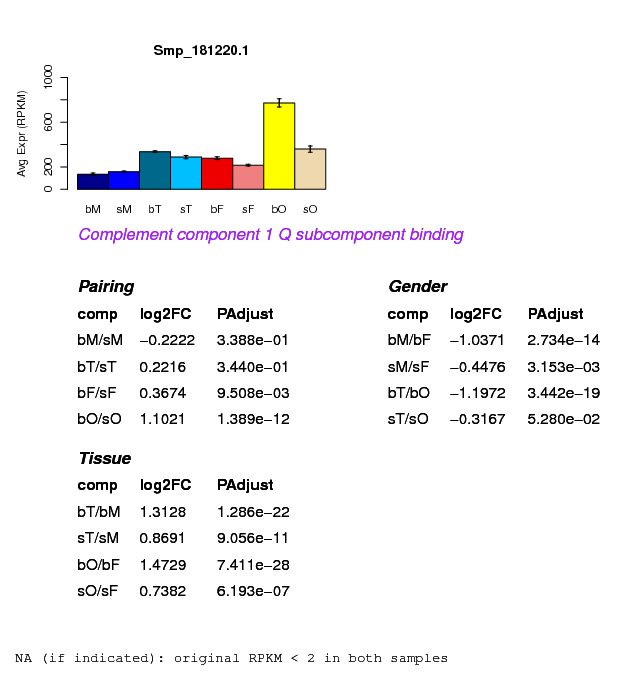 Smp_181220.1
Avg Expr (RPKM)
1000
600
200
0
bM sM bT sT bF sF bO sO
Complement component 1 Q subcomponent binding
Pairing
comp log2FC PAdjust
bM/sM −0.2222 3.388e−01
bT/sT 0.2216 3.440e−01
bF/sF 0.3674 9.508e−03
bO/sO 1.1021 1.389e−12
Gender
comp log2FC PAdjust
bM/bF −1.0371 2.734e−14
sM/sF −0.4476 3.153e−03
bT/bO −1.1972 3.442e−19
sT/sO −0.3167 5.280e−02
Tissue
comp log2FC PAdjust
bT/bM 1.3128 1.286e−22
sT/sM 0.8691 9.056e−11
bO/bF 1.4729 7.411e−28
sO/sF 0.7382 6.193e−07
NA (if indicated): original RPKM < 2 in both samples